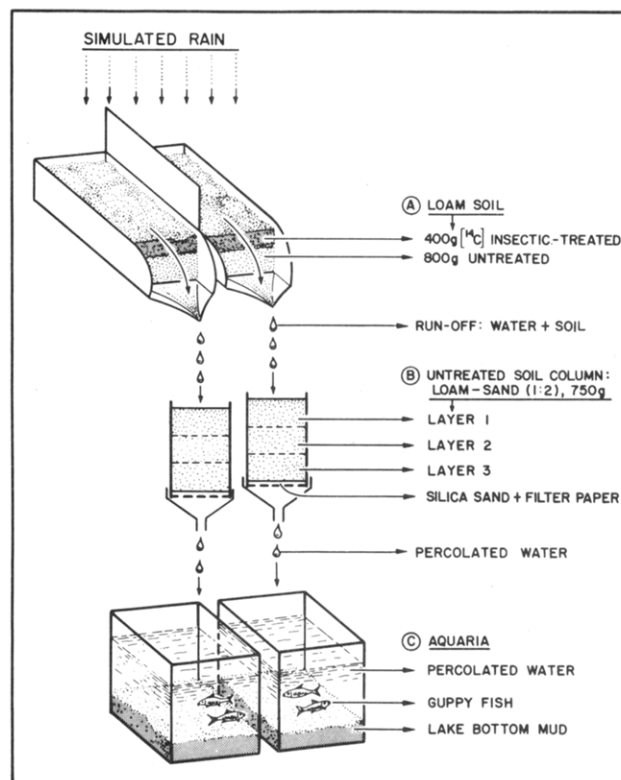 SIMULATED RAIN
Ⓐ LOAM SOIL
400g [¹⁴C] INSECTIC.-TREATED
800g UNTREATED
RUN-OFF: WATER + SOIL
Ⓑ UNTREATED SOIL COLUMN:
LOAM-SAND (1:2), 750g
LAYER 1
LAYER 2
LAYER 3
SILICA SAND + FILTER PAPER
PERCOLATED WATER
Ⓒ AQUARIA
PERCOLATED WATER
GUPPY FISH
LAKE BOTTOM MUD